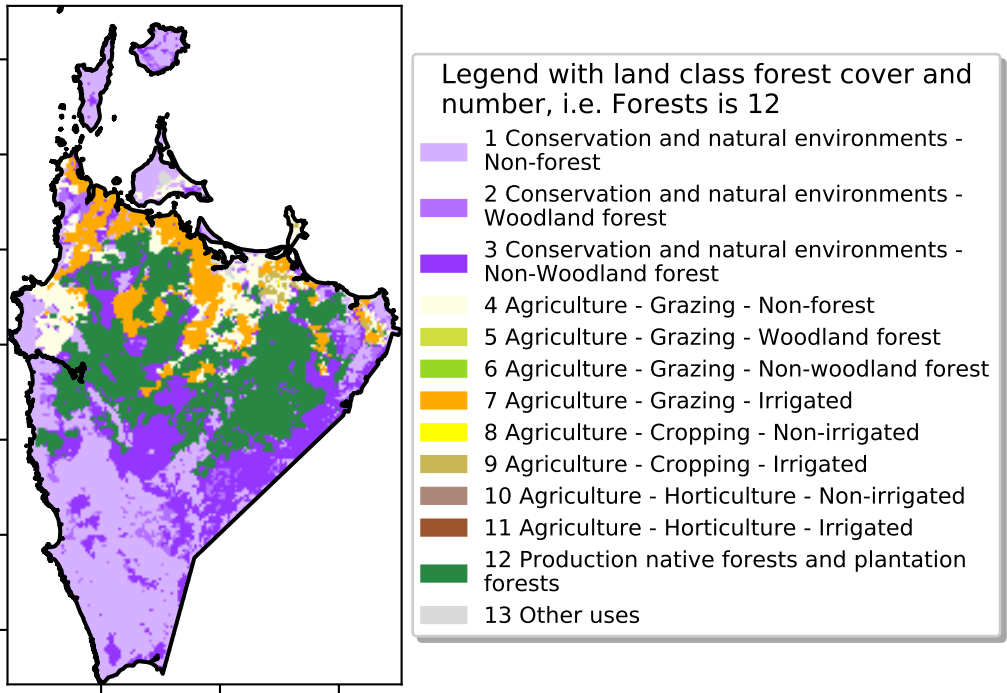 Legend with land class forest cover and
number, i.e. Forests is 12
1 Conservation and natural environments -
Non-forest
2 Conservation and natural environments -
Woodland forest
3 Conservation and natural environments -
Non-Woodland forest
4 Agriculture - Grazing - Non-forest
5 Agriculture - Grazing - Woodland forest
6 Agriculture - Grazing - Non-woodland forest
7 Agriculture - Grazing - Irrigated
8 Agriculture - Cropping - Non-irrigated
9 Agriculture - Cropping - Irrigated
10 Agriculture - Horticulture - Non-irrigated
11 Agriculture - Horticulture - Irrigated
12 Production native forests and plantation
forests
13 Other uses